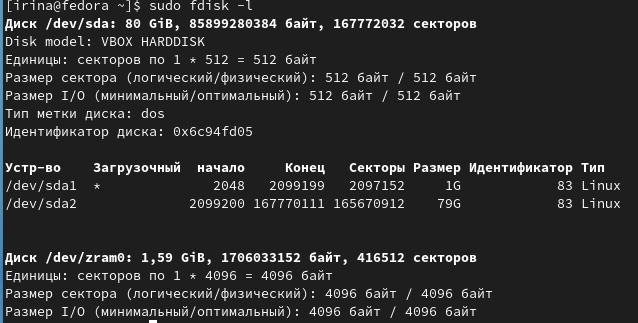 [irina@fedora ~]$ sudo fdisk -l
Диск /dev/sda: 80 GiB, 85899280384 байт, 167772032 секторов
Disk model: VBOX HARDDISK
Единицы: секторов по 1 * 512 = 512 байт
Размер сектора (логический/физический): 512 байт / 512 байт
Размер I/O (минимальный/оптимальный): 512 байт / 512 байт
Тип метки диска: dos
Идентификатор диска: 0x6c94fd05
Устр-во Загрузочный начало Конец Секторы Размер Идентификатор Тип
/dev/sda1 * 2048 2099199 2097152 1G 83 Linux
/dev/sda2 2099200 167770111 165670912 79G 83 Linux
Диск /dev/zram0: 1,59 GiB, 1706033152 байт, 416512 секторов
Единицы: секторов по 1 * 4096 = 4096 байт
Размер сектора (логический/физический): 4096 байт / 4096 байт
Размер I/O (минимальный/оптимальный): 4096 байт / 4096 байт